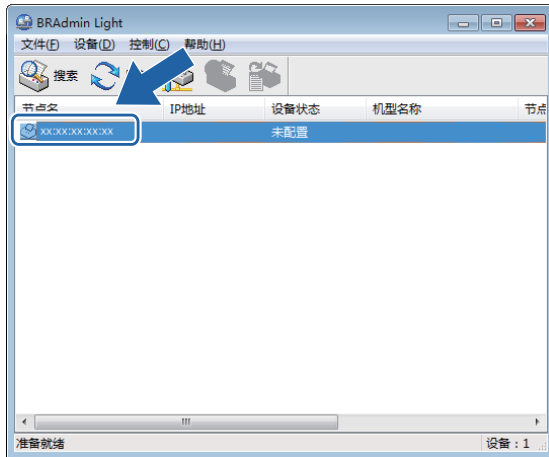 BRAdmin Light
文件(F) 设备(D) 控制(C) 帮助(H)
搜索
节点名 IP地址 设备状态 机型名称 节点
xx:xx:xx:xx:xx 未配置
准备就绪 设备：1